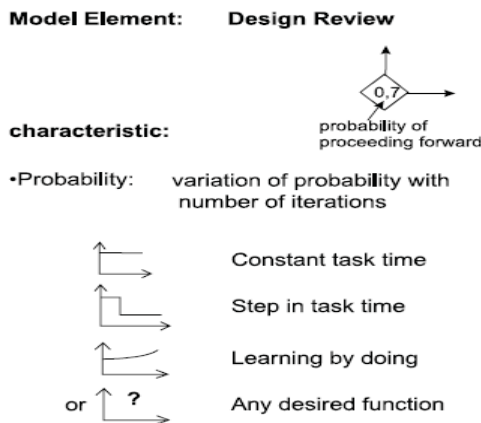 Model Element: Design Review
0,7
probability of
proceeding forward
characteristic:
•Probability: variation of probability with
number of iterations
Constant task time
Step in task time
Learning by doing
or ? Any desired function